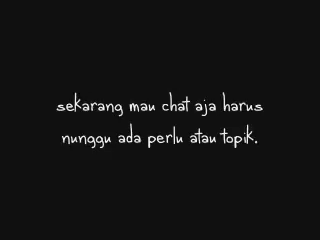 sekarang mau chat aja harus
nunggu ada perlu atau topik.